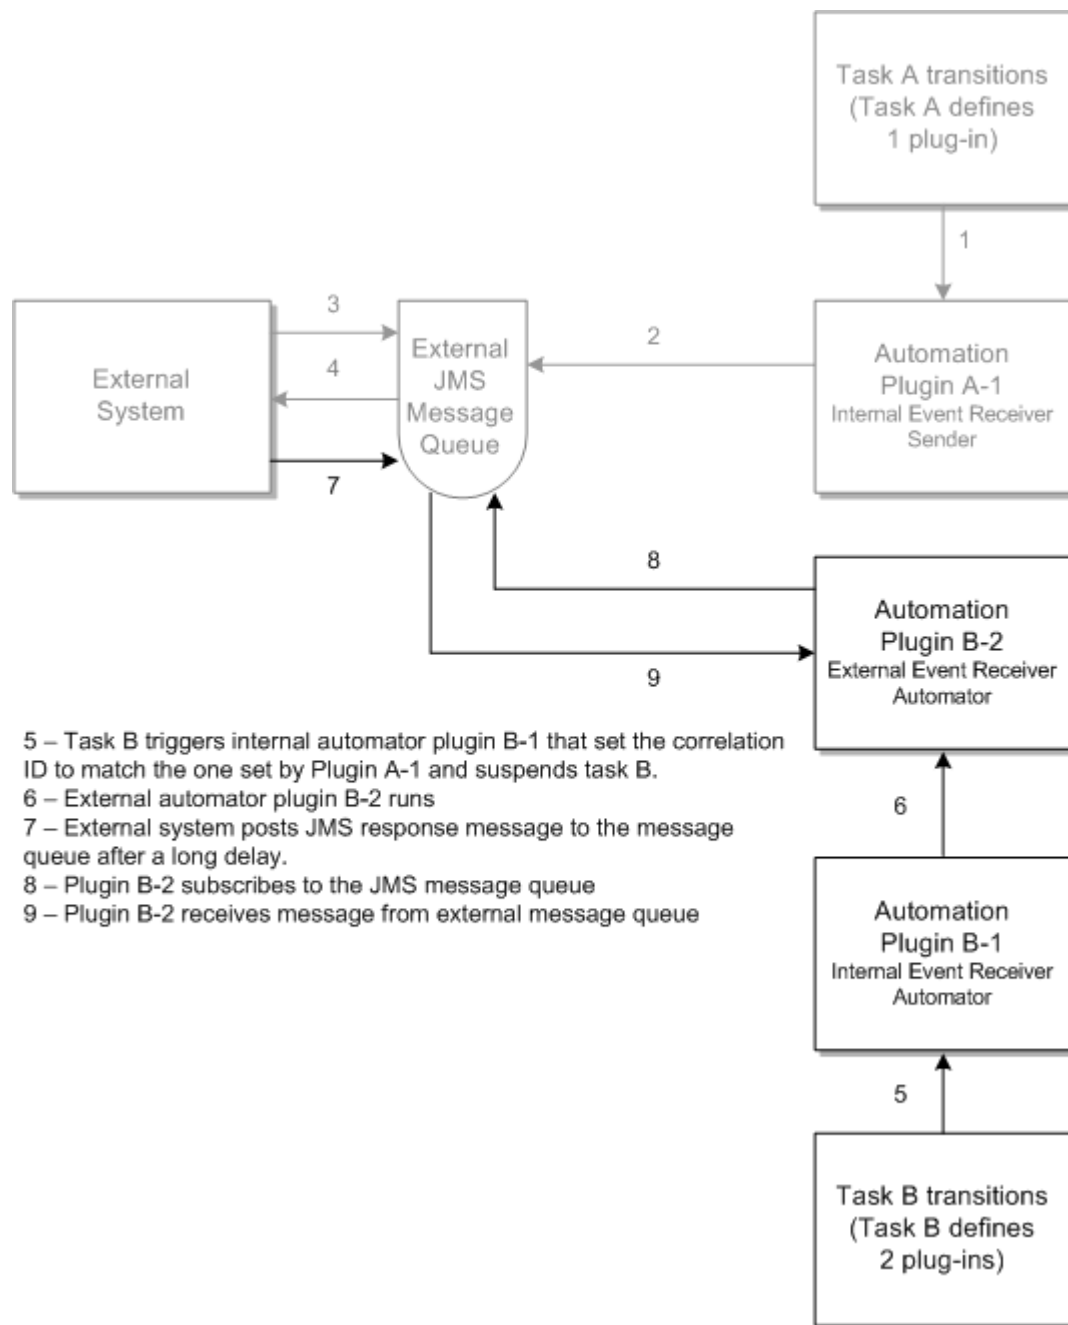 Task A transitions
(Task A defines
1 plug-in)
1
3
External
JMS
Message
Queue
2
Automation
Plugin A-1
Internal Event Receiver
Sender
External
System
4
7
8
Automation
Plugin B-2
External Event Receiver
Automator
9
5 – Task B triggers internal automator plugin B-1 that set the correlation
ID to match the one set by Plugin A-1 and suspends task B.
6 – External automator plugin B-2 runs
7 – External system posts JMS response message to the message
queue after a long delay.
8 – Plugin B-2 subscribes to the JMS message queue
9 – Plugin B-2 receives message from external message queue
6
Automation
Plugin B-1
Internal Event Receiver
Automator
5
Task B transitions
(Task B defines
2 plug-ins)